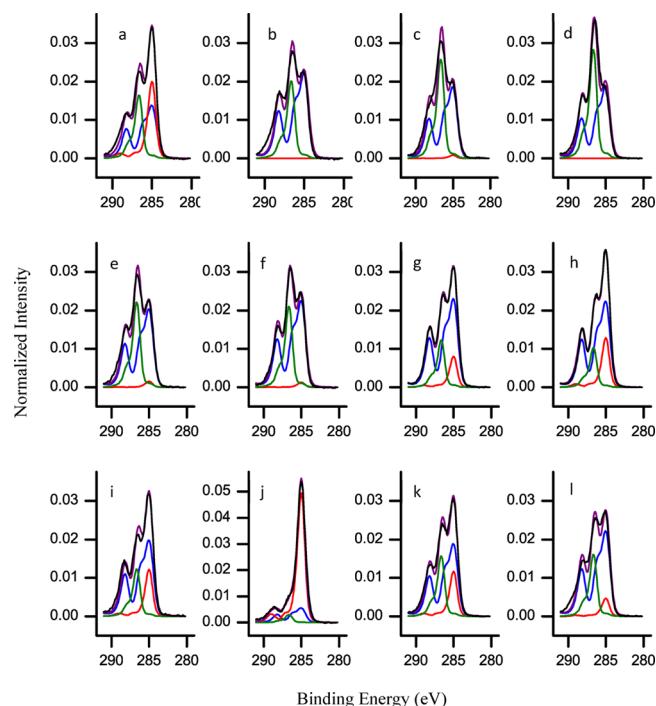 a b c d
0.03 0.03 0.03 0.03
0.02 0.02 0.02 0.02
0.01 0.01 0.01 0.01
0.00 0.00 0.00 0.00
290 285 280 290 285 280 290 285 280 290 285 280
e f g h
0.03 0.03 0.03 0.03
0.02 0.02 0.02 0.02
0.01 0.01 0.01 0.01
0.00 0.00 0.00 0.00
290 285 280 290 285 280 290 285 280 290 285 280
Normalized Intensity
i j k l
0.03 0.05 0.03 0.03
0.04
0.02 0.03 0.02 0.02
0.01 0.02 0.01 0.01
0.01
0.00 0.00 0.00 0.00
290 285 280 290 285 280 290 285 280 290 285 280
Binding Energy (eV)